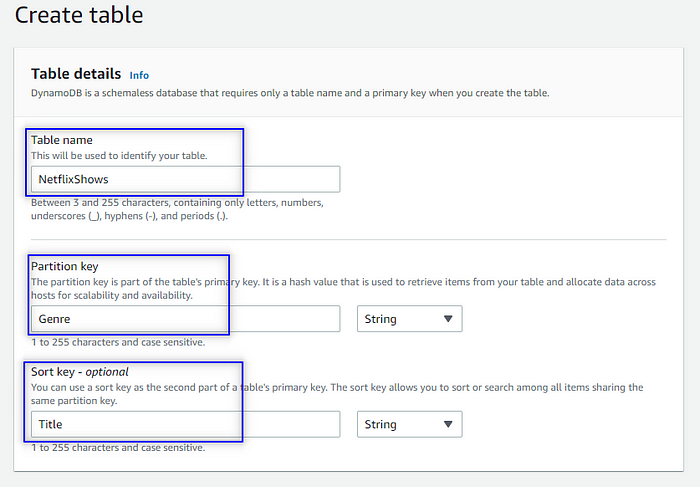 Create table
Table details Info
DynamoDB is a schemaless database that requires only a table name and a primary key when you create the table.
Table name
This will be used to identify your table.
NetflixShows
Between 3 and 255 characters, containing only letters, numbers,
underscores (_), hyphens (-), and periods (.).
Partition key
The partition key is part of the table's primary key. It is a hash value that is used to retrieve items from your table and allocate data across
hosts for scalability and availability.
Genre String
1 to 255 characters and case sensitive.
Sort key - optional
You can use a sort key as the second part of a table's primary key. The sort key allows you to sort or search among all items sharing the
same partition key.
Title String
1 to 255 characters and case sensitive.